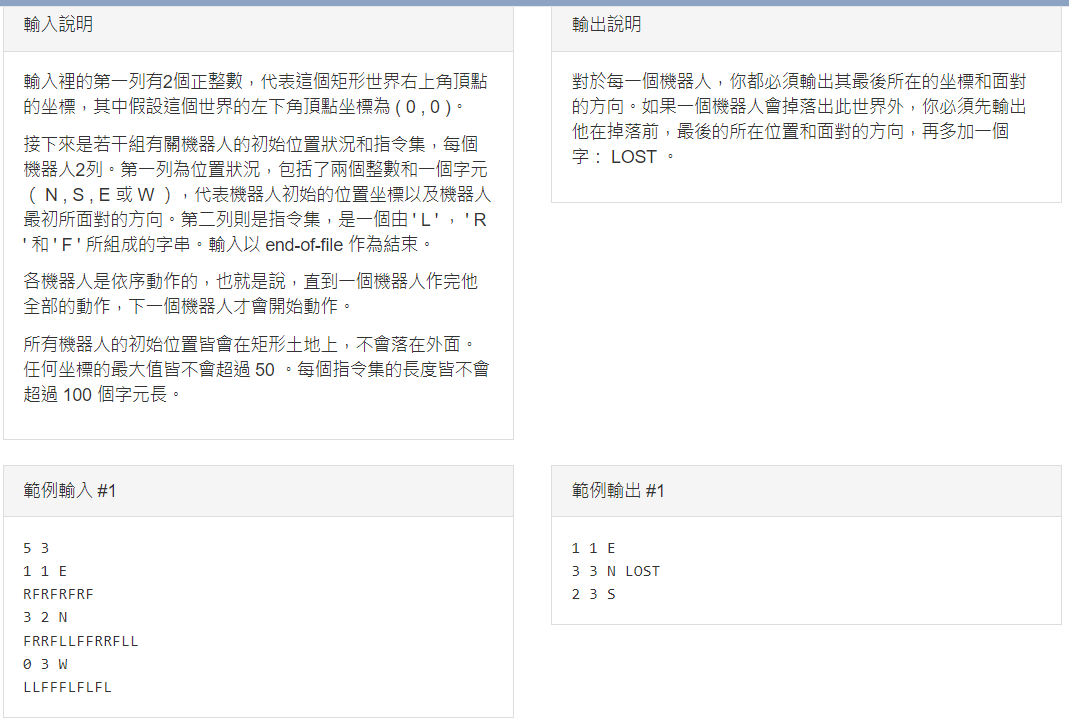 輸入說明
輸入裡的第一列有2個正整數，代表這個矩形世界右上角頂點
的坐標，其中假設這個世界的左下角頂點坐標為 ( 0 , 0 )。
接下來是若干組有關機器人的初始位置狀況和指令集，每個
機器人2列。第一列為位置狀況，包括了兩個整數和一個字元
（ N , S , E 或 W ），代表機器人初始的位置坐標以及機器人
最初所面對的方向。第二列則是指令集，是一個由 ' L ' ， ' R
' 和 ' F ' 所組成的字串。輸入以 end-of-file 作為結束。
各機器人是依序動作的，也就是說，直到一個機器人作完他
全部的動作，下一個機器人才會開始動作。
所有機器人的初始位置皆會在矩形土地上，不會落在外面。
任何坐標的最大值皆不會超過 50 。每個指令集的長度皆不會
超過 100 個字元長。
輸出說明
對於每一個機器人，你都必須輸出其最後所在的坐標和面對
的方向。如果一個機器人會掉落出此世界外，你必須先輸出
他在掉落前，最後的所在位置和面對的方向，再多加一個
字： LOST 。
範例輸入 #1
5 3
1 1 E
RFRFRFRF
3 2 N
FRRFLLFFRRFLL
0 3 W
LLFFFLFLFL
範例輸出 #1
1 1 E
3 3 N LOST
2 3 S